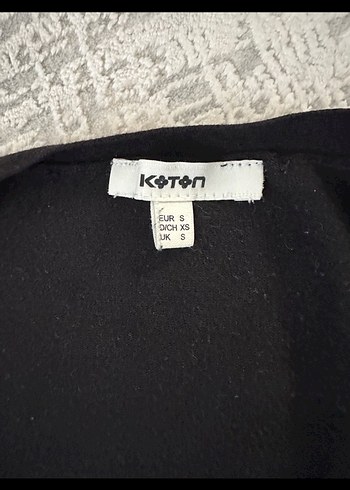 KOTON
EUR S
D/CH XS
UK S